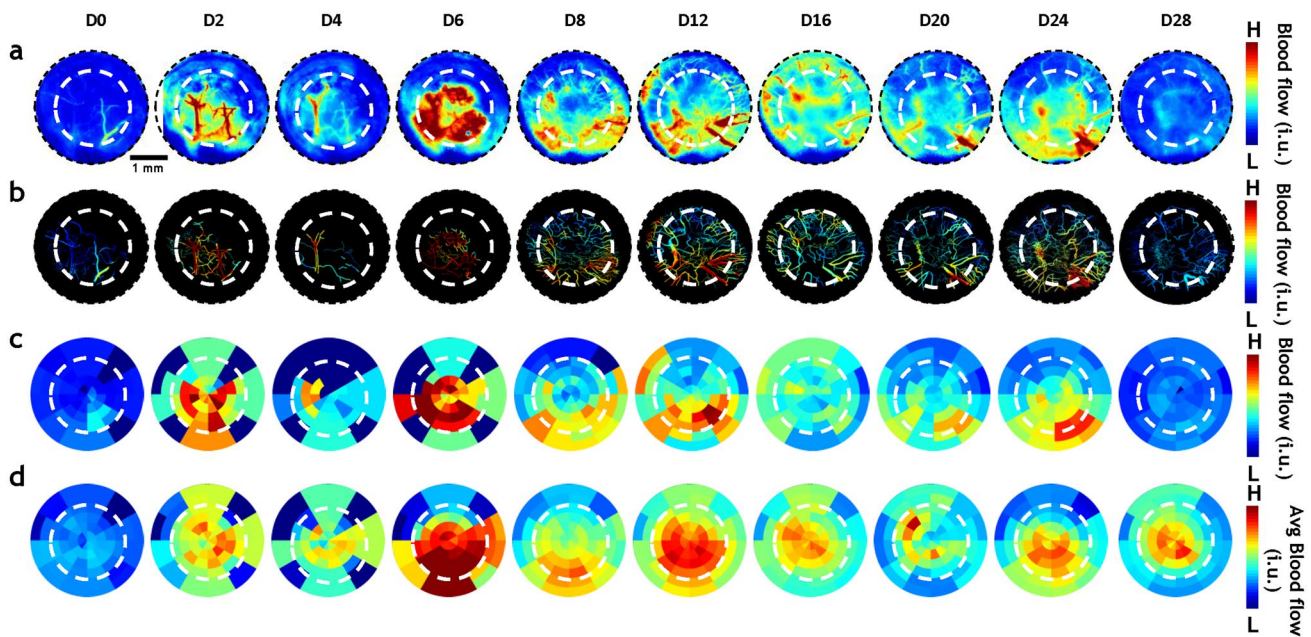 D0 D2 D4 D6 D8 D12 D16 D20 D24 D28
a
H
Blood flow (i.u.)
L
1 mm
b
H
Blood flow (i.u.)
L
c
H
Blood flow (i.u.)
L
d
H
Avg Blood flow
(i.u.)
L